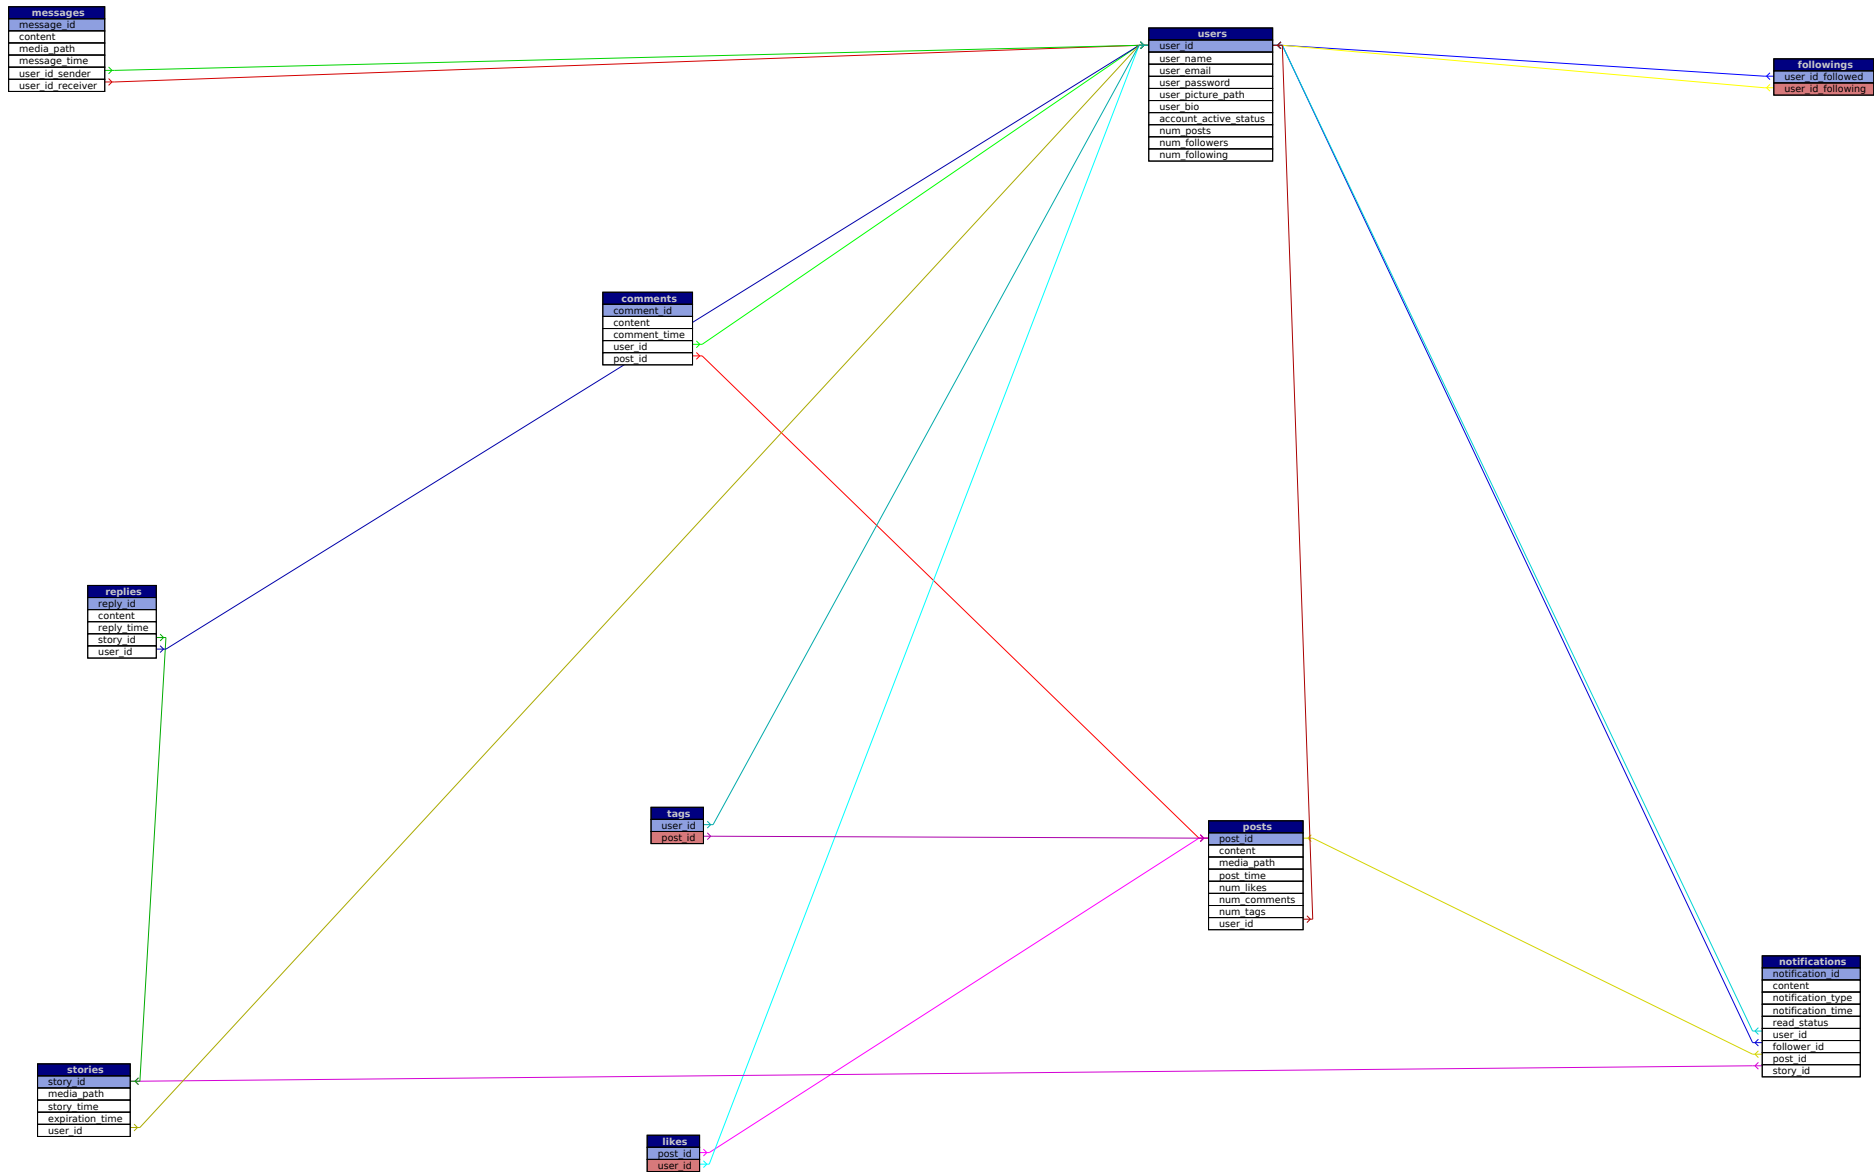 messages
message_id
content
media_path
message_time
user_id_sender
user_id_receiver
users
user_id
user_name
user_email
user_password
user_picture_path
user_bio
account_active_status
num_posts
num_followers
num_following
followings
user_id_followed
user_id_following
comments
comment_id
content
comment_time
user_id
post_id
replies
reply_id
content
reply_time
story_id
user_id
tags
user_id
post_id
posts
post_id
content
media_path
post_time
num_likes
num_comments
num_tags
user_id
notifications
notification_id
content
notification_type
notification_time
read_status
user_id
follower_id
post_id
story_id
stories
story_id
media_path
story_time
expiration_time
user_id
likes
post_id
user_id